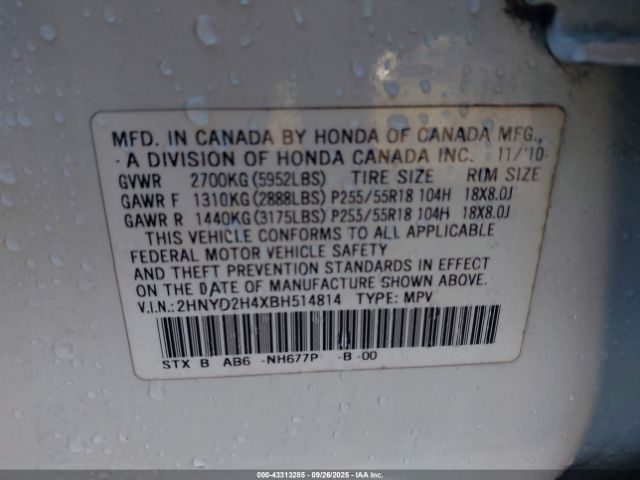 MFD. IN CANADA BY HONDA OF CANADA MFG.,
A DIVISION OF HONDA CANADA INC. 11/'10
GVWR 2700KG (5952LBS) TIRE SIZE RIM SIZE
GAWR F 1310KG (2888LBS) P255/55R18 104H 18X8.0J
GAWR R 1440KG (3175LBS) P255/55R18 104H 18X8.0J
THIS VEHICLE CONFORMS TO ALL APPLICABLE
FEDERAL MOTOR VEHICLE SAFETY
AND THEFT PREVENTION STANDARDS IN EFFECT
ON THE DATE OF MANUFACTURE SHOWN ABOVE.
V.I.N.: 2HNYD2H4XBH514814 TYPE: MPV
STX B AB6 -NH677P -B-00
000-43313285 - 09/26/2025 - IAAI.COM